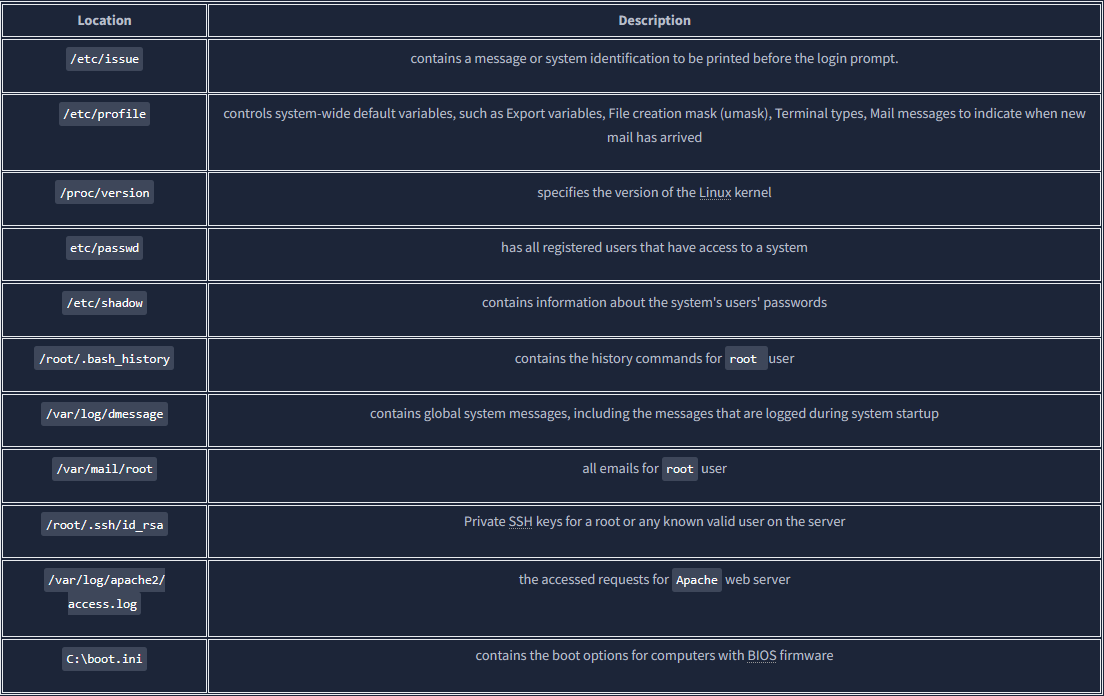 Location Description
/etc/issue contains a message or system identification to be printed before the login prompt.
/etc/profile controls system-wide default variables, such as Export variables, File creation mask (umask), Terminal types, Mail messages to indicate when new
mail has arrived
/proc/version specifies the version of the Linux kernel
etc/passwd has all registered users that have access to a system
/etc/shadow contains information about the system's users' passwords
/root/.bash_history contains the history commands for root user
/var/log/dmessage contains global system messages, including the messages that are logged during system startup
/var/mail/root all emails for root user
/root/.ssh/id_rsa Private SSH keys for a root or any known valid user on the server
/var/log/apache2/ the accessed requests for Apache web server
access.log
C:\boot.ini contains the boot options for computers with BIOS firmware